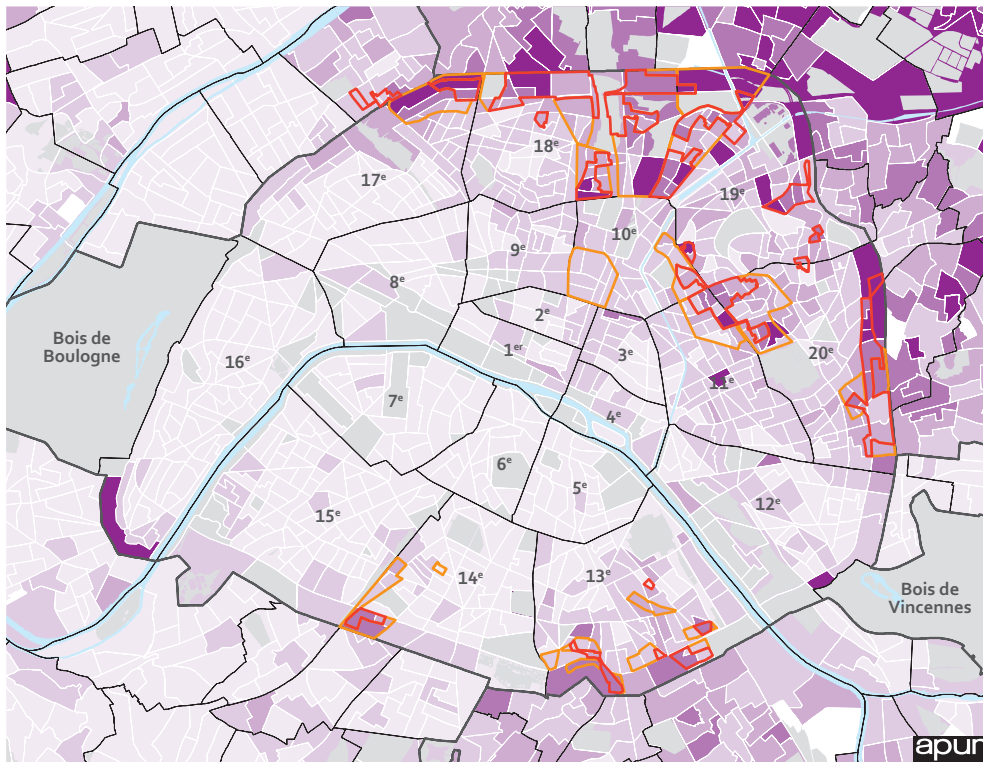 18ᵉ
17ᵉ
19ᵉ
10ᵉ
9ᵉ
8ᵉ
2ᵉ
Bois de
Boulogne
16ᵉ
1ᵉʳ
3ᵉ
20ᵉ
11ᵉ
7ᵉ
4ᵉ
6ᵉ
5ᵉ
12ᵉ
15ᵉ
14ᵉ
13ᵉ
Bois de
Vincennes
apur